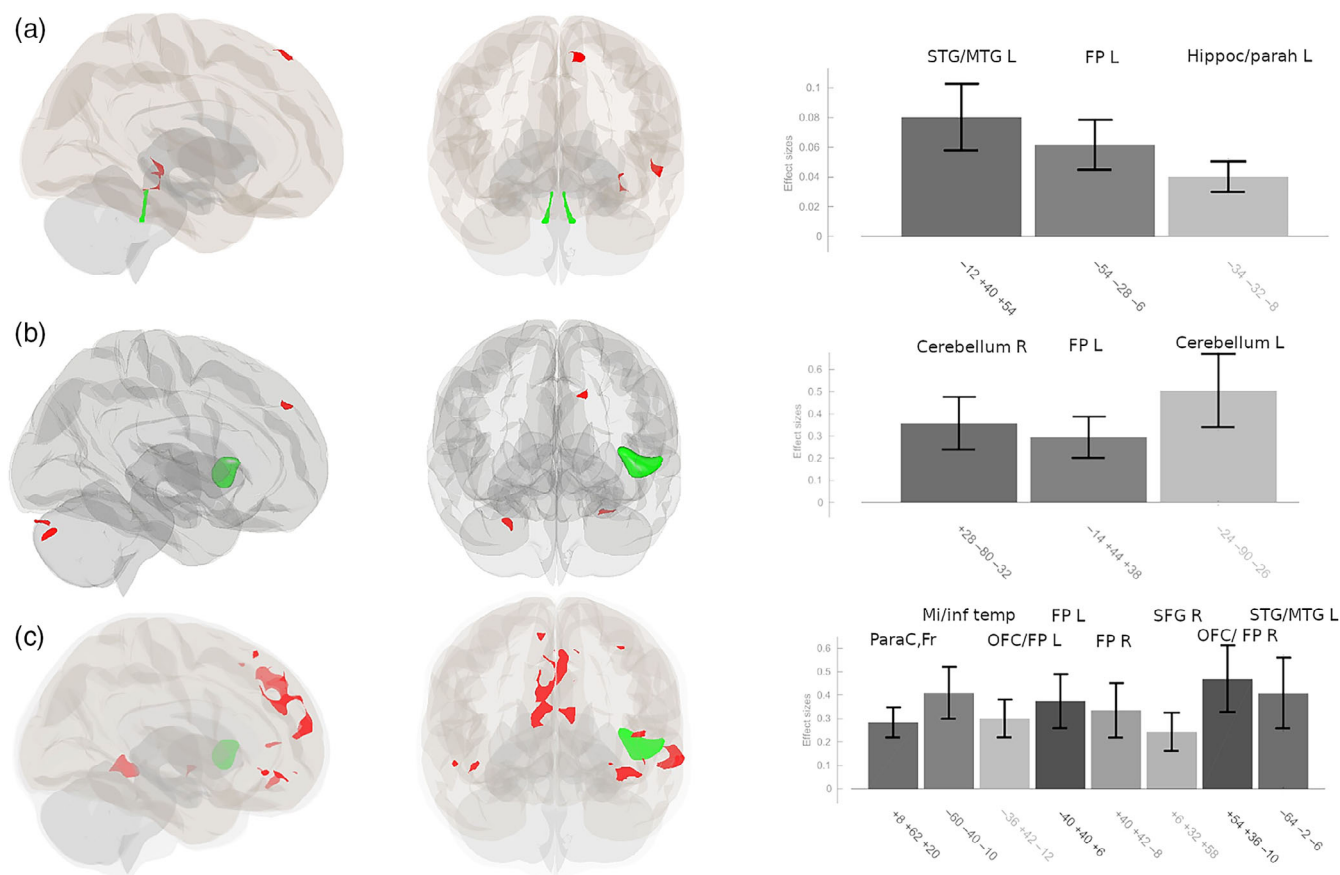 (a)
STG/MTG L FP L Hippoc/parah L
0.1
0.08
0.06
0.04
0.02
0
Effect sizes
−12 +40 +54
−54 −28 −6
−34 −32 −8
(b)
Cerebellum R FP L Cerebellum L
0.6
0.5
0.4
0.3
0.2
0.1
0
Effect sizes
+28 −80 −32
−14 +44 +38
−24 −90 −26
(c)
Mi/inf temp FP L SFG R STG/MTG L
ParaC,Fr OFC/FP L FP R OFC/ FP R
0.6
0.5
0.4
0.3
0.2
0.1
0
Effect sizes
+8 +62 +20
−60 −40 −10
−36 +42 −12
−40 +40 +6
+40 +42 −8
+6 +32 +58
+54 +36 −10
−64 −2 −6